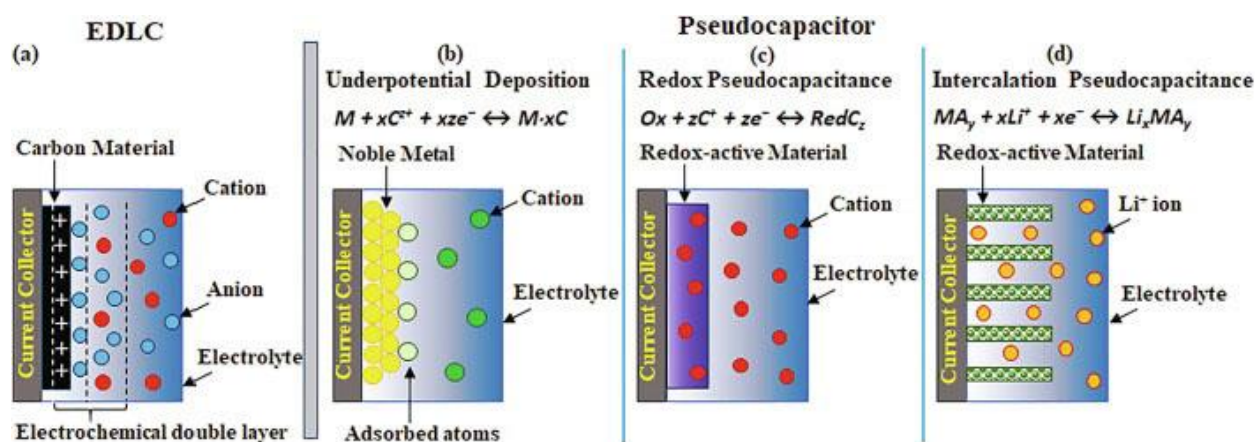 EDLC
Pseudocapacitor
(a)
Carbon Material
Current Collector
+
+
+
+
+
+
+
Cation
Anion
Electrolyte
Electrochemical double layer
(b)
Underpotential Deposition
M + xCᶻ⁺ + xze⁻ ↔ M·xC
Noble Metal
Current Collector
Cation
Electrolyte
Adsorbed atoms
(c)
Redox Pseudocapacitance
Ox + zC⁺ + ze⁻ ↔ RedC_z
Redox-active Material
Current Collector
Cation
Electrolyte
(d)
Intercalation Pseudocapacitance
MA_y + xLi⁺ + xe⁻ ↔ LiₓMA_y
Redox-active Material
Current Collector
Li⁺ ion
Electrolyte